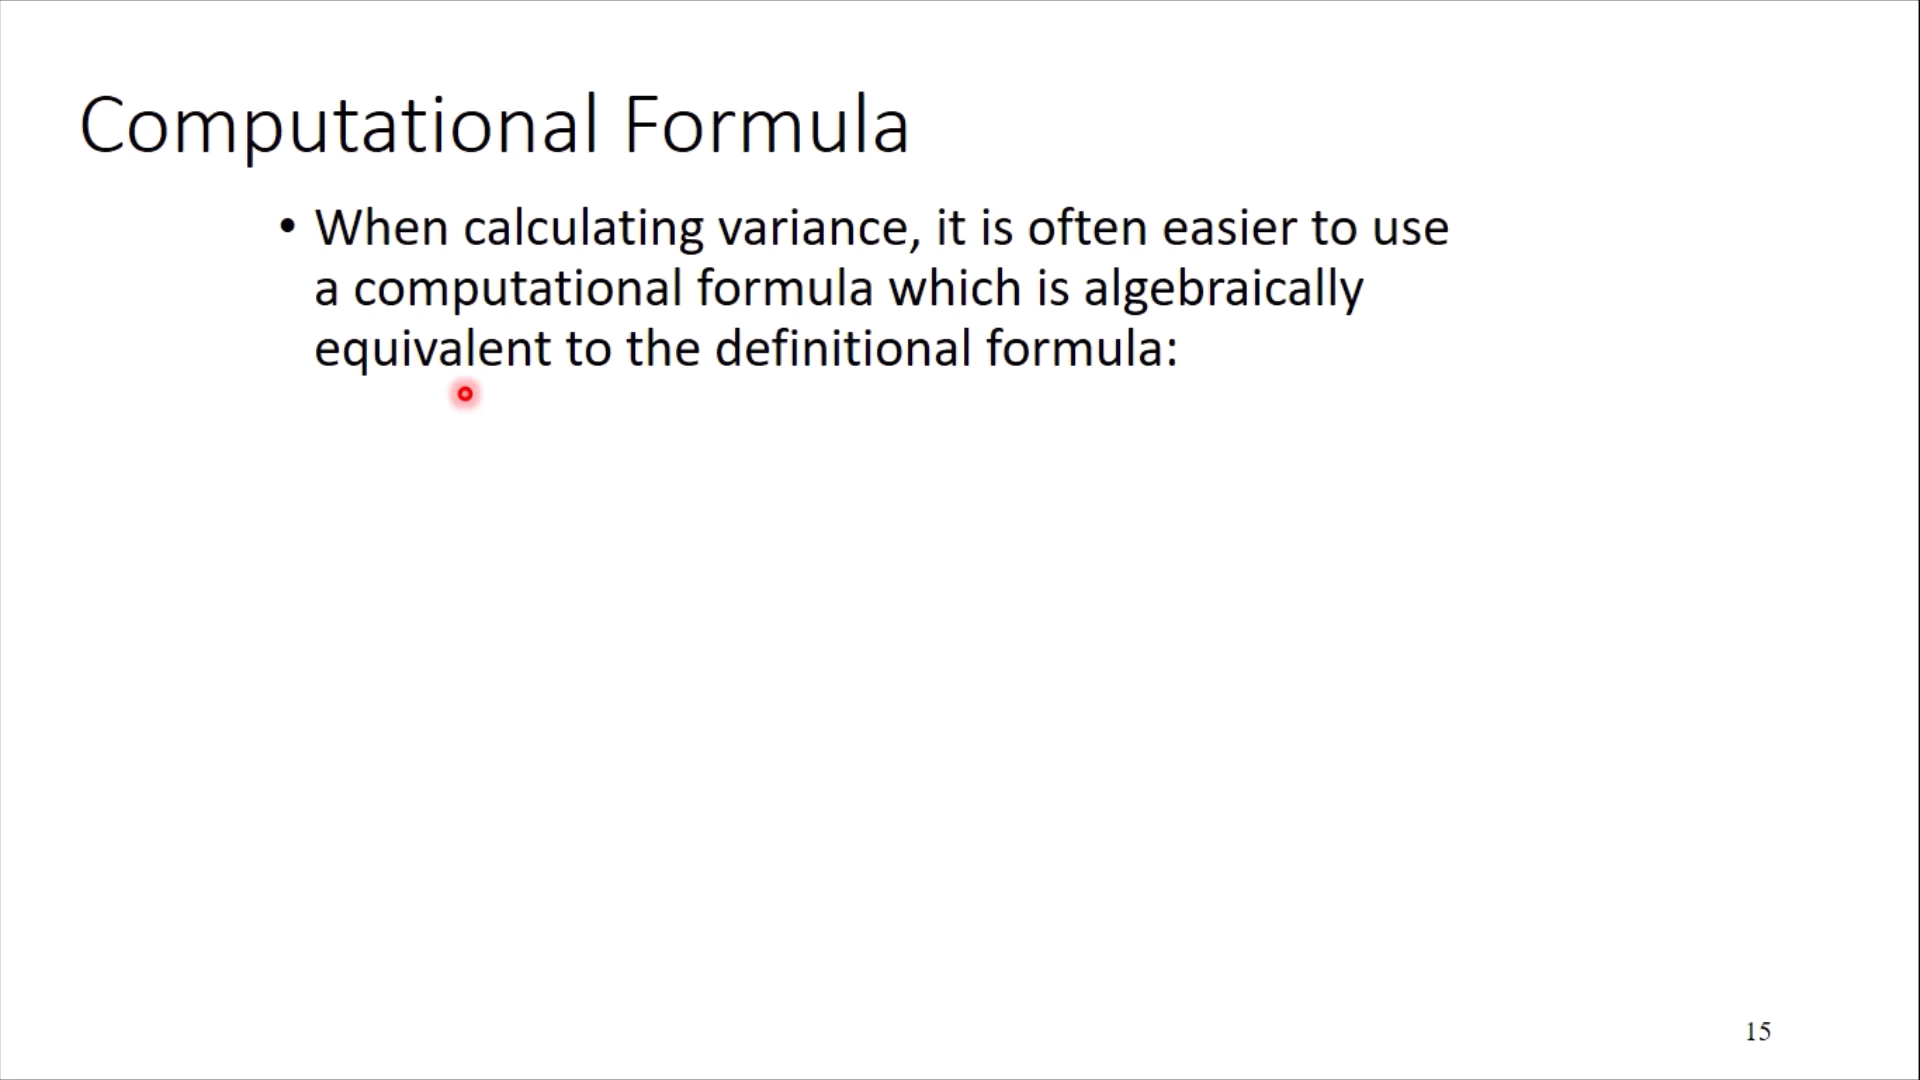 Computational Formula
• When calculating variance, it is often easier to use
a computational formula which is algebraically
equivalent to the definitional formula:
15